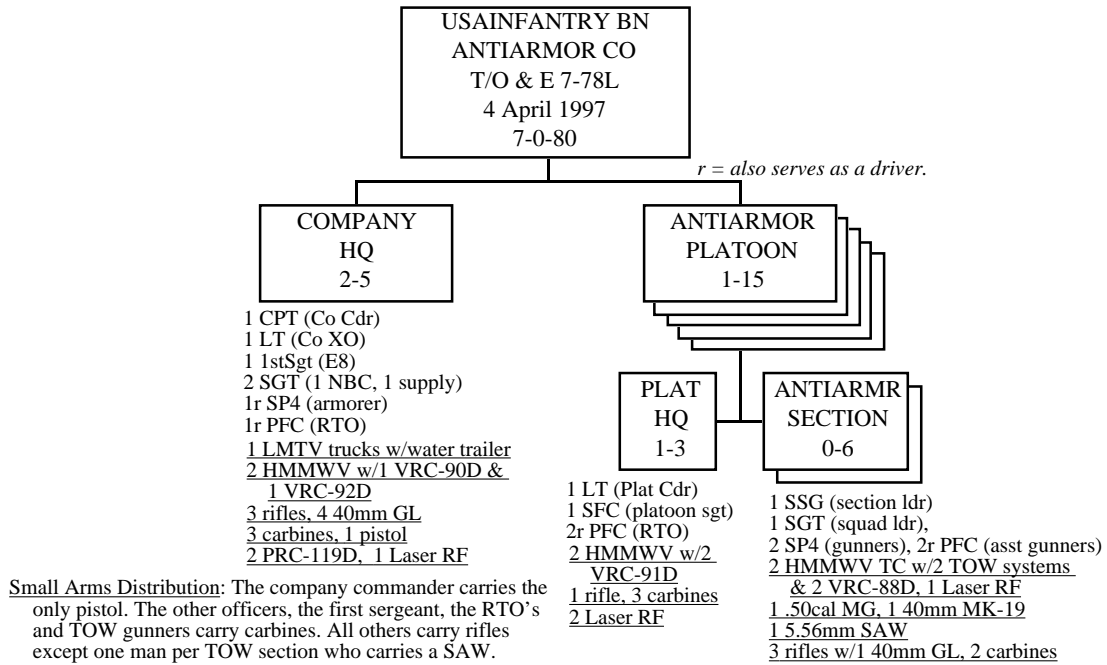 USAINFANTRY BN
ANTIARMOR CO
T/O & E 7-78L
4 April 1997
7-0-80
r = also serves as a driver.
COMPANY
HQ
2-5
1 CPT (Co Cdr)
1 LT (Co XO)
1 1stSgt (E8)
2 SGT (1 NBC, 1 supply)
1r SP4 (armorer)
1r PFC (RTO)
1 LMTV trucks w/water trailer
2 HMMWV w/1 VRC-90D &
1 VRC-92D
3 rifles, 4 40mm GL
3 carbines, 1 pistol
2 PRC-119D, 1 Laser RF
ANTIARMOR
PLATOON
1-15
PLAT
HQ
1-3
1 LT (Plat Cdr)
1 SFC (platoon sgt)
2r PFC (RTO)
2 HMMWV w/2
VRC-91D
1 rifle, 3 carbines
2 Laser RF
ANTIARMR
SECTION
0-6
1 SSG (section ldr)
1 SGT (squad ldr),
2 SP4 (gunners), 2r PFC (asst gunners)
2 HMMWV TC w/2 TOW systems
& 2 VRC-88D, 1 Laser RF
1 .50cal MG, 1 40mm MK-19
1 5.56mm SAW
3 rifles w/1 40mm GL, 2 carbines
Small Arms Distribution: The company commander carries the
only pistol. The other officers, the first sergeant, the RTO's
and TOW gunners carry carbines. All others carry rifles
except one man per TOW section who carries a SAW.